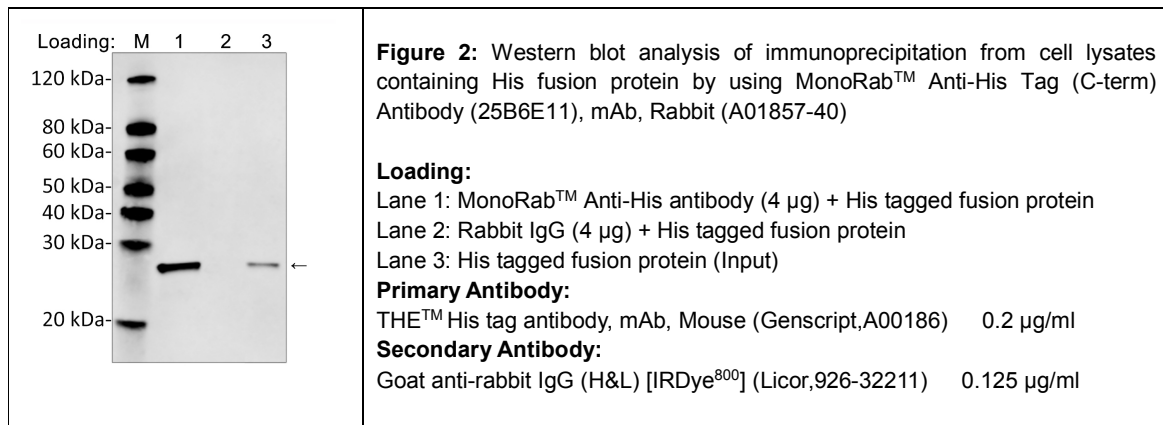 Loading: M 1 2 3
120 kDa-
80 kDa-
60 kDa-
50 kDa-
40 kDa-
30 kDa-
20 kDa-
←
Figure 2: Western blot analysis of immunoprecipitation from cell lysates
containing His fusion protein by using MonoRab™ Anti-His Tag (C-term)
Antibody (25B6E11), mAb, Rabbit (A01857-40)
Loading:
Lane 1: MonoRab™ Anti-His antibody (4 µg) + His tagged fusion protein
Lane 2: Rabbit IgG (4 µg) + His tagged fusion protein
Lane 3: His tagged fusion protein (Input)
Primary Antibody:
THE™ His tag antibody, mAb, Mouse (Genscript,A00186) 0.2 µg/ml
Secondary Antibody:
Goat anti-rabbit IgG (H&L) [IRDye⁸⁰⁰] (Licor,926-32211) 0.125 µg/ml